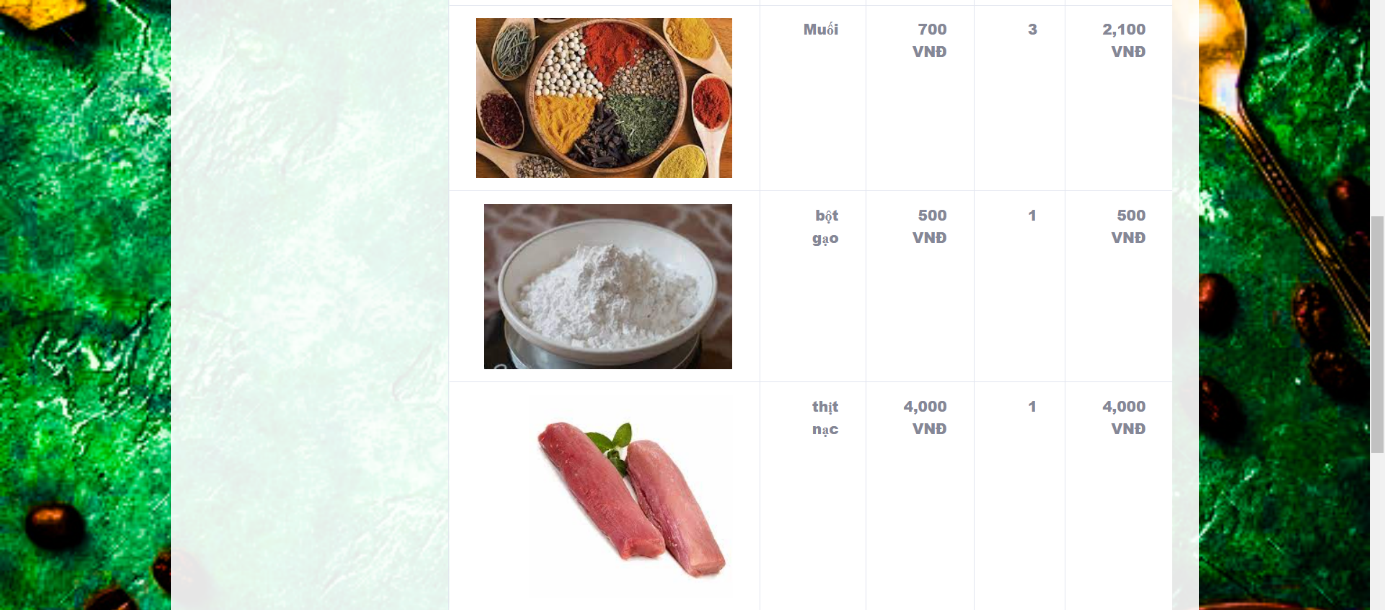 Muối 700 3 2,100
VNĐ VNĐ
bột 500 1 500
gạo VNĐ VNĐ
thịt 4,000 1 4,000
nạc VNĐ VNĐ